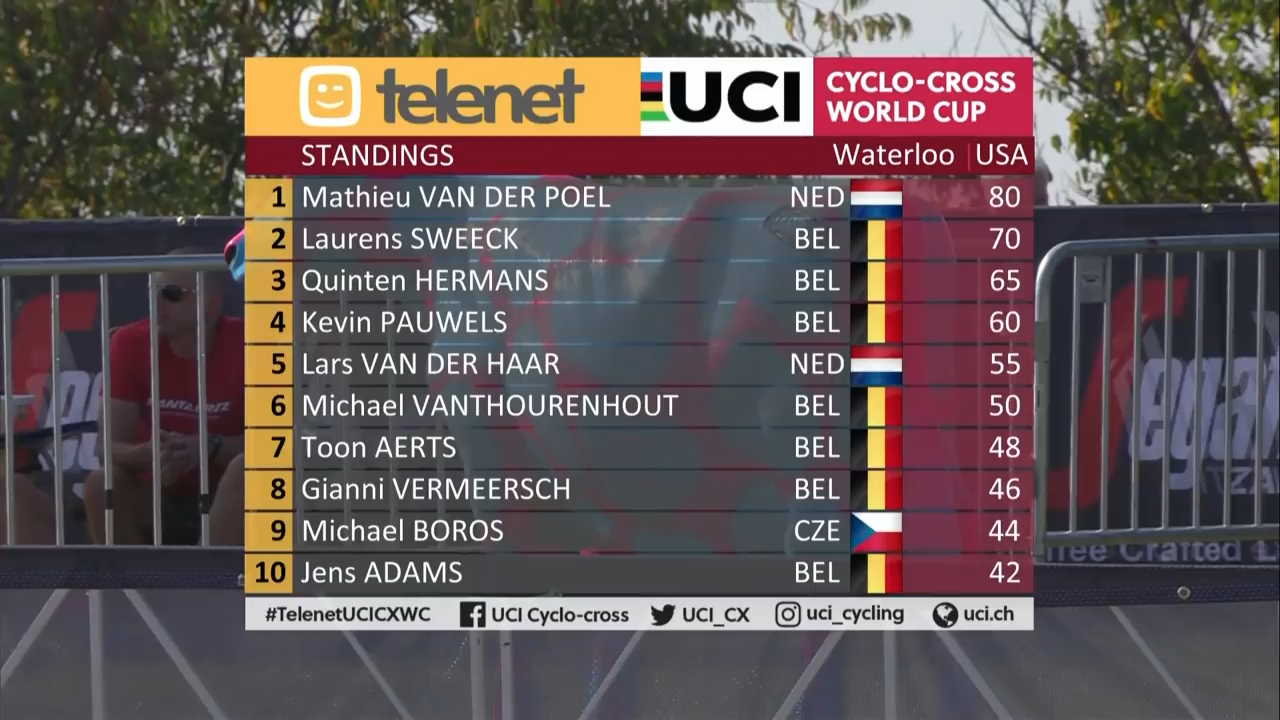 telenet UCI CYCLO-CROSS WORLD CUP
STANDINGS Waterloo USA
1 Mathieu VAN DER POEL NED 80
2 Laurens SWEECK BEL 70
3 Quinten HERMANS BEL 65
4 Kevin PAUWELS BEL 60
5 Lars VAN DER HAAR NED 55
6 Michael VANTHOURENHOUT BEL 50
7 Toon AERTS BEL 48
8 Gianni VERMEERSCH BEL 46
9 Michael BOROS CZE 44
10 Jens ADAMS BEL 42
#TelenetUCICXWC UCI Cyclo-cross UCI_CX uci_cycling uci.ch
Crafted